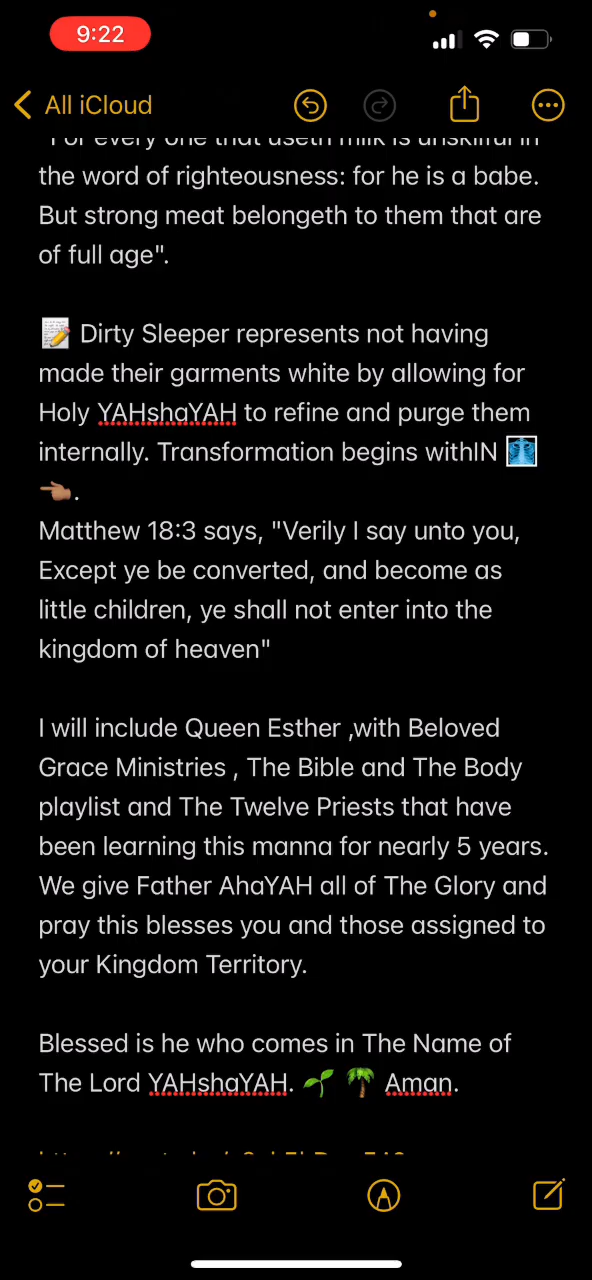 9:22
All iCloud
the word of righteousness: for he is a babe.
But strong meat belongeth to them that are
of full age".
📝 Dirty Sleeper represents not having
made their garments white by allowing for
Holy YAHshaYAH to refine and purge them
internally. Transformation begins withIN 🩻
👈🏽.
Matthew 18:3 says, "Verily I say unto you,
Except ye be converted, and become as
little children, ye shall not enter into the
kingdom of heaven"
I will include Queen Esther ,with Beloved
Grace Ministries , The Bible and The Body
playlist and The Twelve Priests that have
been learning this manna for nearly 5 years.
We give Father AhaYAH all of The Glory and
pray this blesses you and those assigned to
your Kingdom Territory.
Blessed is he who comes in The Name of
The Lord YAHshaYAH. 🌱 🌴 Aman.